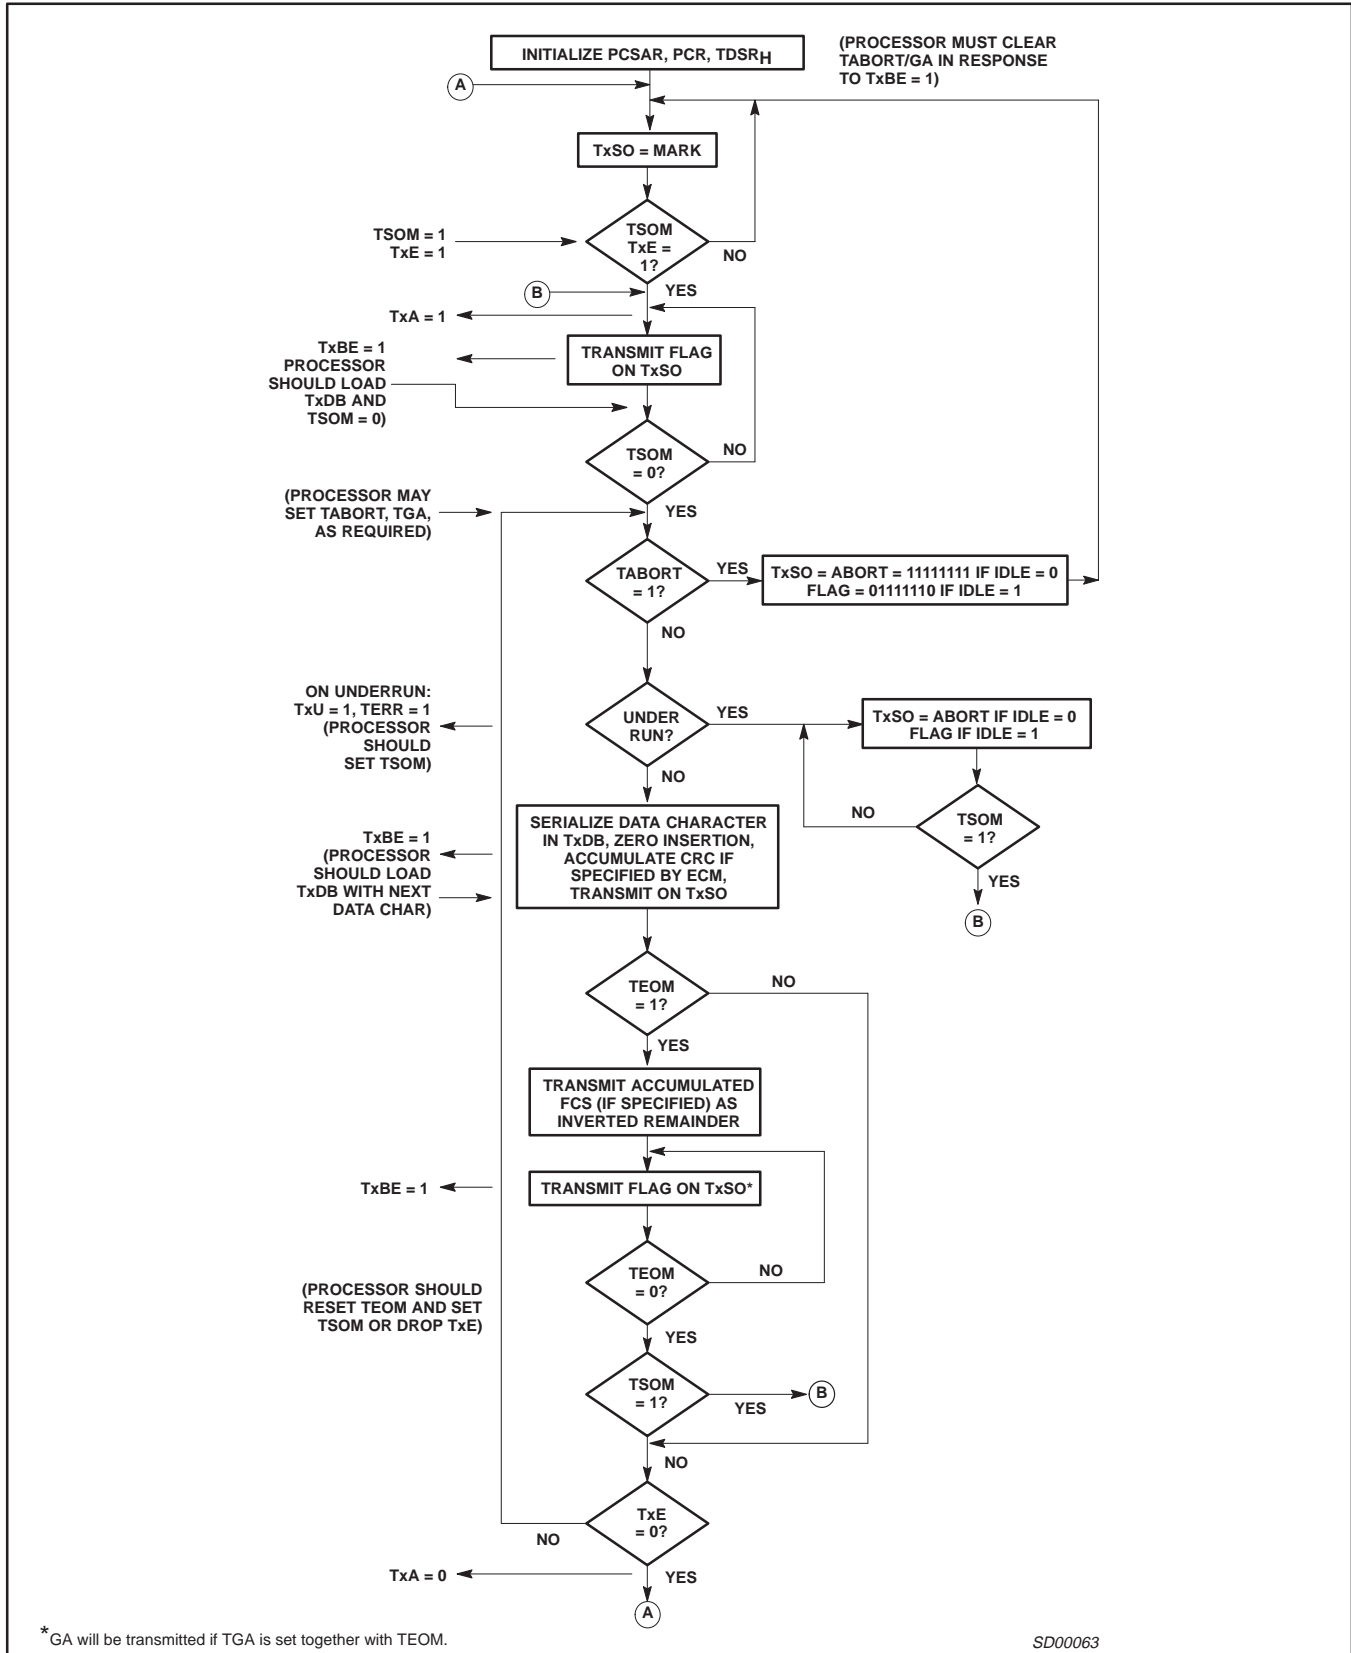 INITIALIZE PCSAR, PCR, TDSRH
(PROCESSOR MUST CLEAR
TABORT/GA IN RESPONSE
TO TxBE = 1)
A
TxSO = MARK
TSOM = 1
TxE = 1
TSOM
TxE =
1?
NO
YES
B
TxA = 1
TxBE = 1
PROCESSOR
SHOULD LOAD
TxDB AND
TSOM = 0)
TRANSMIT FLAG
ON TxSO
TSOM
= 0?
NO
YES
(PROCESSOR MAY
SET TABORT, TGA,
AS REQUIRED)
TABORT
= 1?
YES
TxSO = ABORT = 11111111 IF IDLE = 0
FLAG = 01111110 IF IDLE = 1
NO
ON UNDERRUN:
TxU = 1, TERR = 1
(PROCESSOR
SHOULD
SET TSOM)
UNDER
RUN?
YES
TxSO = ABORT IF IDLE = 0
FLAG IF IDLE = 1
NO
NO
TSOM
= 1?
YES
B
TxBE = 1
(PROCESSOR
SHOULD LOAD
TxDB WITH NEXT
DATA CHAR)
SERIALIZE DATA CHARACTER
IN TxDB, ZERO INSERTION,
ACCUMULATE CRC IF
SPECIFIED BY ECM,
TRANSMIT ON TxSO
TEOM
= 1?
NO
YES
TRANSMIT ACCUMULATED
FCS (IF SPECIFIED) AS
INVERTED REMAINDER
TxBE = 1
TRANSMIT FLAG ON TxSO*
TEOM
= 0?
NO
(PROCESSOR SHOULD
RESET TEOM AND SET
TSOM OR DROP TxE)
YES
TSOM
= 1?
YES
B
NO
TxE
= 0?
NO
YES
TxA = 0
A
*GA will be transmitted if TGA is set together with TEOM.
SD00063